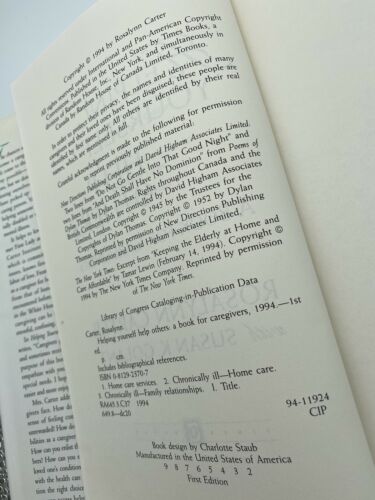 Copyright © 1994 by Rosalynn Carter
All rights reserved under International and Pan-American Copyright
Conventions. Published in the United States by Times Books, a
division of Random House, Inc., New York, and simultaneously in
Canada by Random House of Canada Limited, Toronto.
In order to protect their privacy, the names and identities of many
caregivers and their loved ones have been disguised; these people are
identified by first name only. All others are identified by their real
names, which are mentioned in full.
Grateful acknowledgment is made to the following for permission
to reprint previously published material:
New Directions Publishing Corporation and David Higham Associates Limited:
Two lines from "Do Not Go Gentle Into That Good Night" and
two lines from "And Death Shall Have No Dominion" from Poems of
Dylan Thomas by Dylan Thomas. Rights throughout Canada and the
British Commonwealth are controlled by David Higham Associates
Limited, London. Copyright © 1945 by the Trustees for the
Copyrights of Dylan Thomas. Copyright © 1952 by Dylan
Thomas. Reprinted by permission of New Directions Publishing
Corporation and David Higham Associates Limited.
The New York Times: Excerpt from "Keeping the Elderly at Home and
Care Affordable" by Tamar Lewin (February 14, 1994). Copyright ©
1994 by The New York Times Company. Reprinted by permission
of The New York Times.
Library of Congress Cataloging-in-Publication Data
Carter, Rosalynn
Helping yourself help others: a book for caregivers, 1994.—1st
ed.
p. cm.
Includes bibliographical references.
ISBN 0-8129-2370-7
1. Home care services. 2. Chronically ill—Home care.
3. Chronically ill—Family relationships. I. Title.
RA645.3.C37 1994
649.8—dc20 94-11924
CIP
Book design by Charlotte Staub
Manufactured in the United States of America
9 8 7 6 5 4 3 2
First Edition